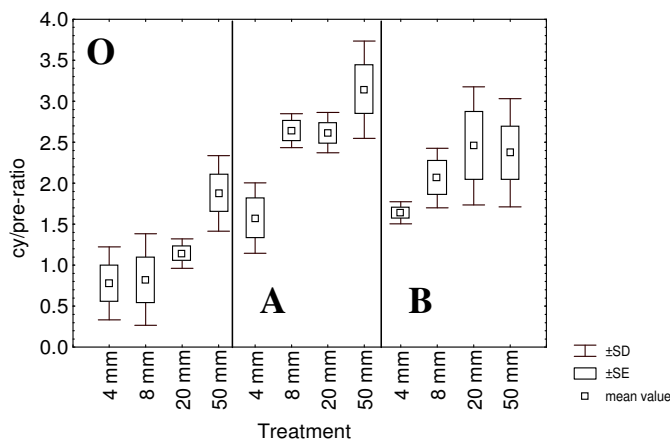 4.0
3.5
3.0
2.5
2.0
1.5
1.0
0.5
0.0
cy/pre-ratio
O
A
B
4 mm
8 mm
20 mm
50 mm
4 mm
8 mm
20 mm
50 mm
4 mm
8 mm
20 mm
50 mm
Treatment
±SD
±SE
mean value